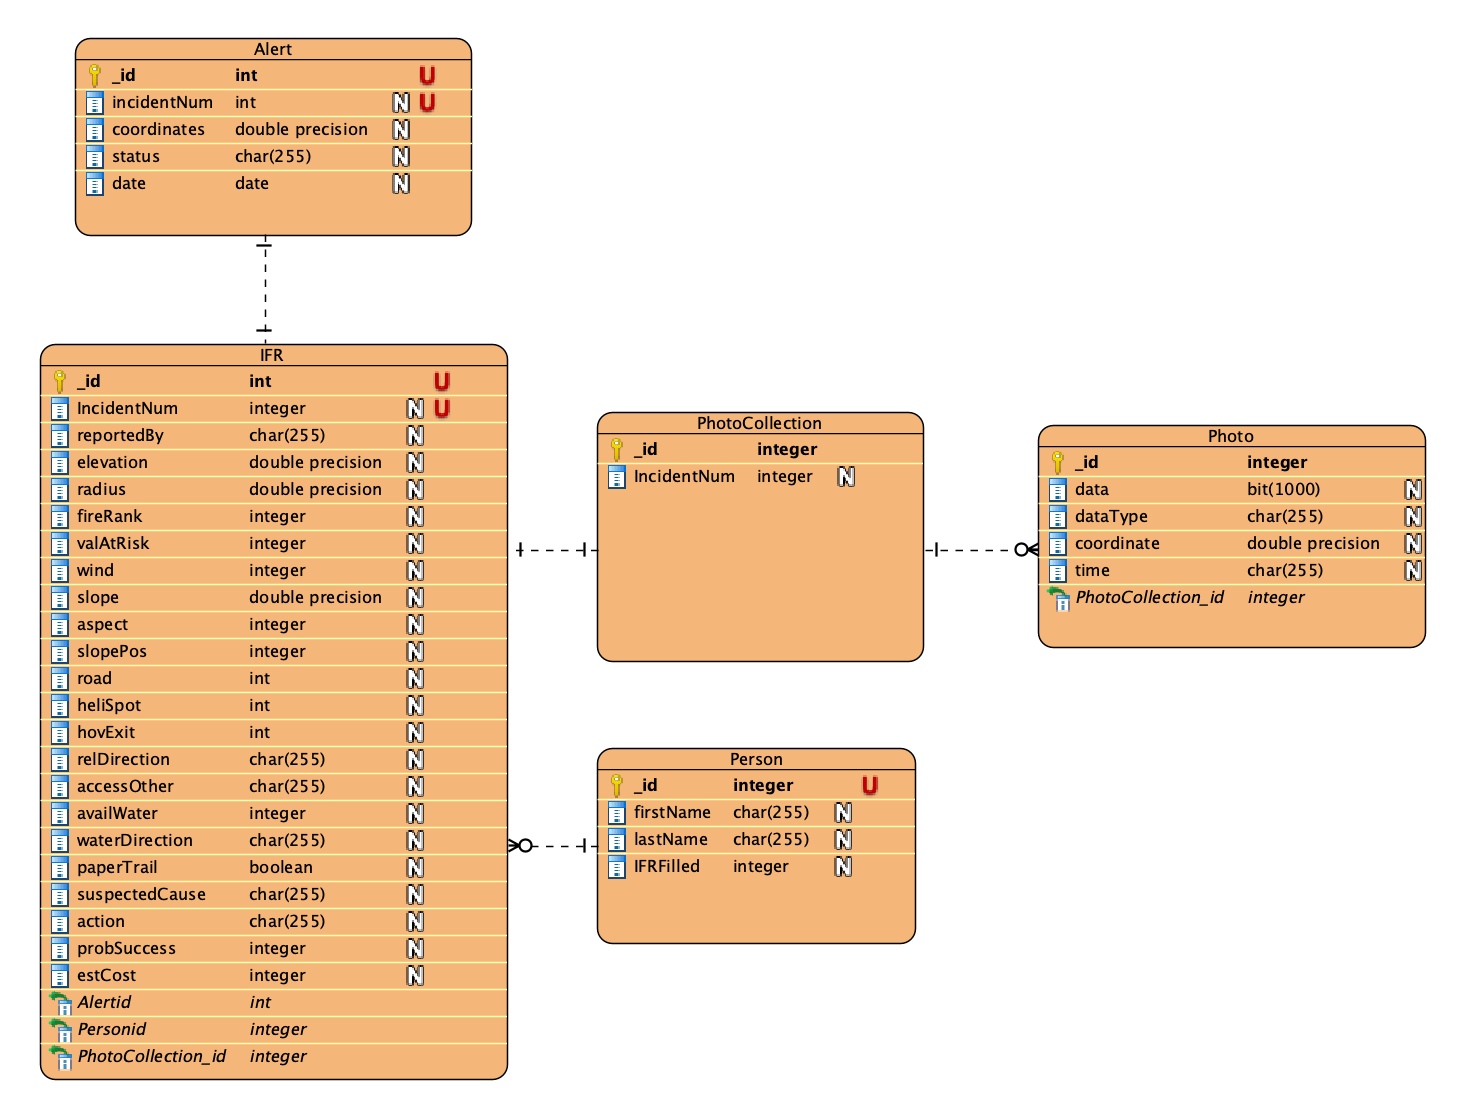 Alert
_id int U
incidentNum int N U
coordinates double precision N
status char(255) N
date date N
IFR
_id int U
IncidentNum integer N U
reportedBy char(255) N
elevation double precision N
radius double precision N
fireRank integer N
valAtRisk integer N
wind integer N
slope double precision N
aspect integer N
slopePos integer N
road int N
heliSpot int N
hovExit int N
relDirection char(255) N
accessOther char(255) N
availWater integer N
waterDirection char(255) N
paperTrail boolean N
suspectedCause char(255) N
action char(255) N
probSuccess integer N
estCost integer N
Alertid int
Personid integer
PhotoCollection_id integer
PhotoCollection
_id integer
IncidentNum integer N
Photo
_id integer
data bit(1000) N
dataType char(255) N
coordinate double precision N
time char(255) N
PhotoCollection_id integer
Person
_id integer U
firstName char(255) N
lastName char(255) N
IFRFilled integer N